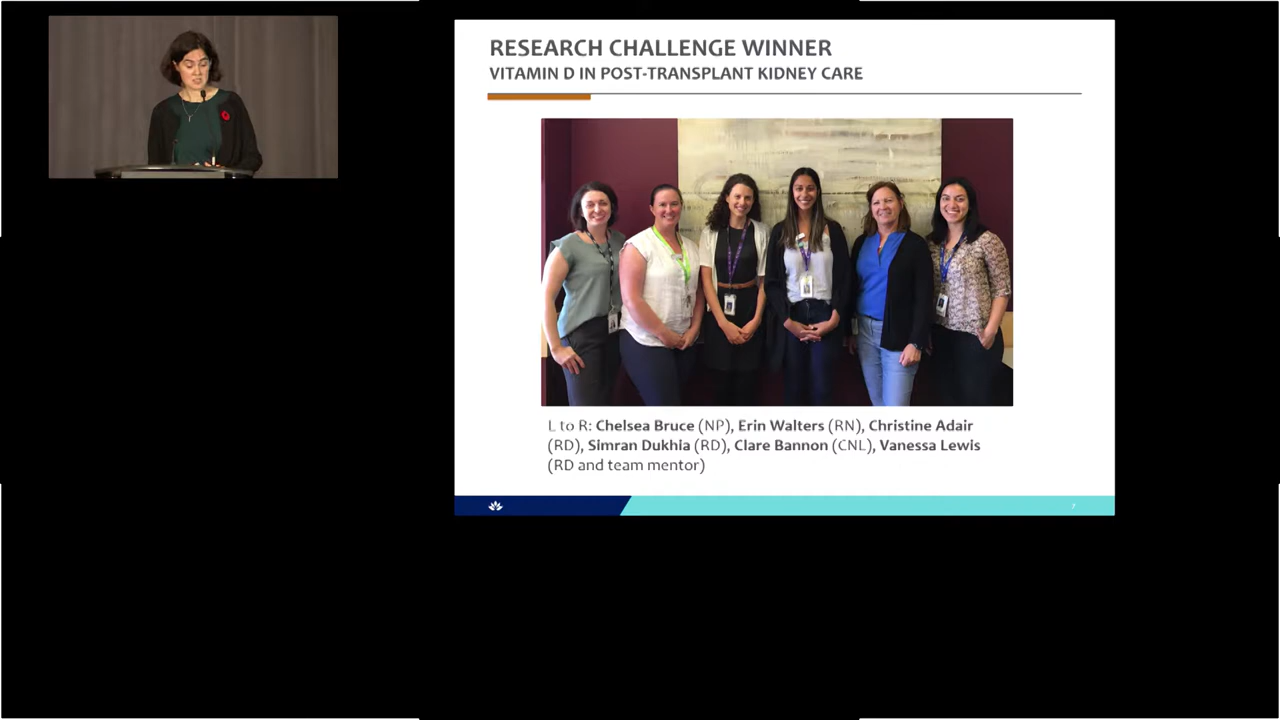 RESEARCH CHALLENGE WINNER
VITAMIN D IN POST-TRANSPLANT KIDNEY CARE
L to R: Chelsea Bruce (NP), Erin Walters (RN), Christine Adair
(RD), Simran Dukhia (RD), Clare Bannon (CNL), Vanessa Lewis
(RD and team mentor)
7